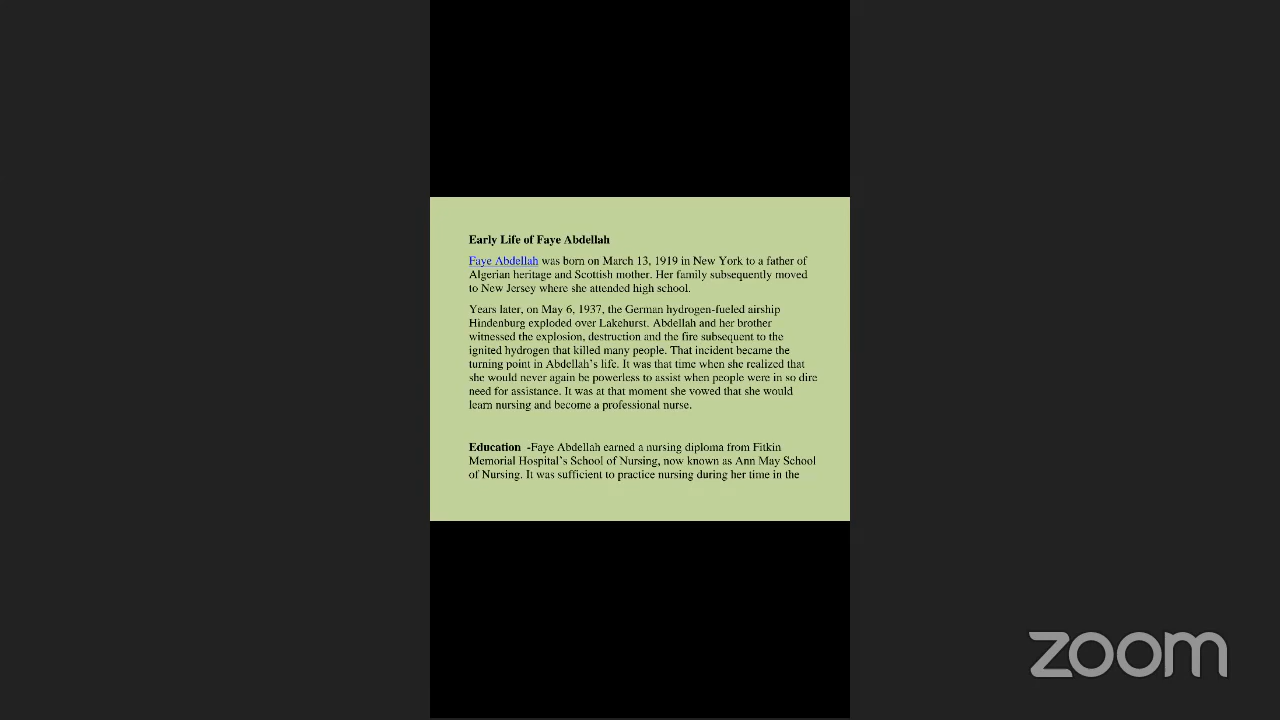 Early Life of Faye Abdellah
Faye Abdellah was born on March 13, 1919 in New York to a father of
Algerian heritage and Scottish mother. Her family subsequently moved
to New Jersey where she attended high school.
Years later, on May 6, 1937, the German hydrogen-fueled airship
Hindenburg exploded over Lakehurst. Abdellah and her brother
witnessed the explosion, destruction and the fire subsequent to the
ignited hydrogen that killed many people. That incident became the
turning point in Abdellah's life. It was that time when she realized that
she would never again be powerless to assist when people were in so dire
need for assistance. It was at that moment she vowed that she would
learn nursing and become a professional nurse.
Education -Faye Abdellah earned a nursing diploma from Fitkin
Memorial Hospital's School of Nursing, now known as Ann May School
of Nursing. It was sufficient to practice nursing during her time in the
zoom